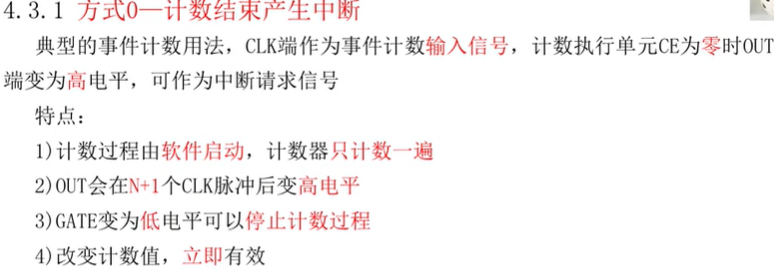 4.3.1 方式0—计数结束产生中断
典型的事件计数用法，CLK端作为事件计数输入信号，计数执行单元CE为零时OUT
端变为高电平，可作为中断请求信号
特点：
1)计数过程由软件启动，计数器只计数一遍
2)OUT会在N+1个CLK脉冲后变高电平
3)GATE变为低电平可以停止计数过程
4)改变计数值，立即有效